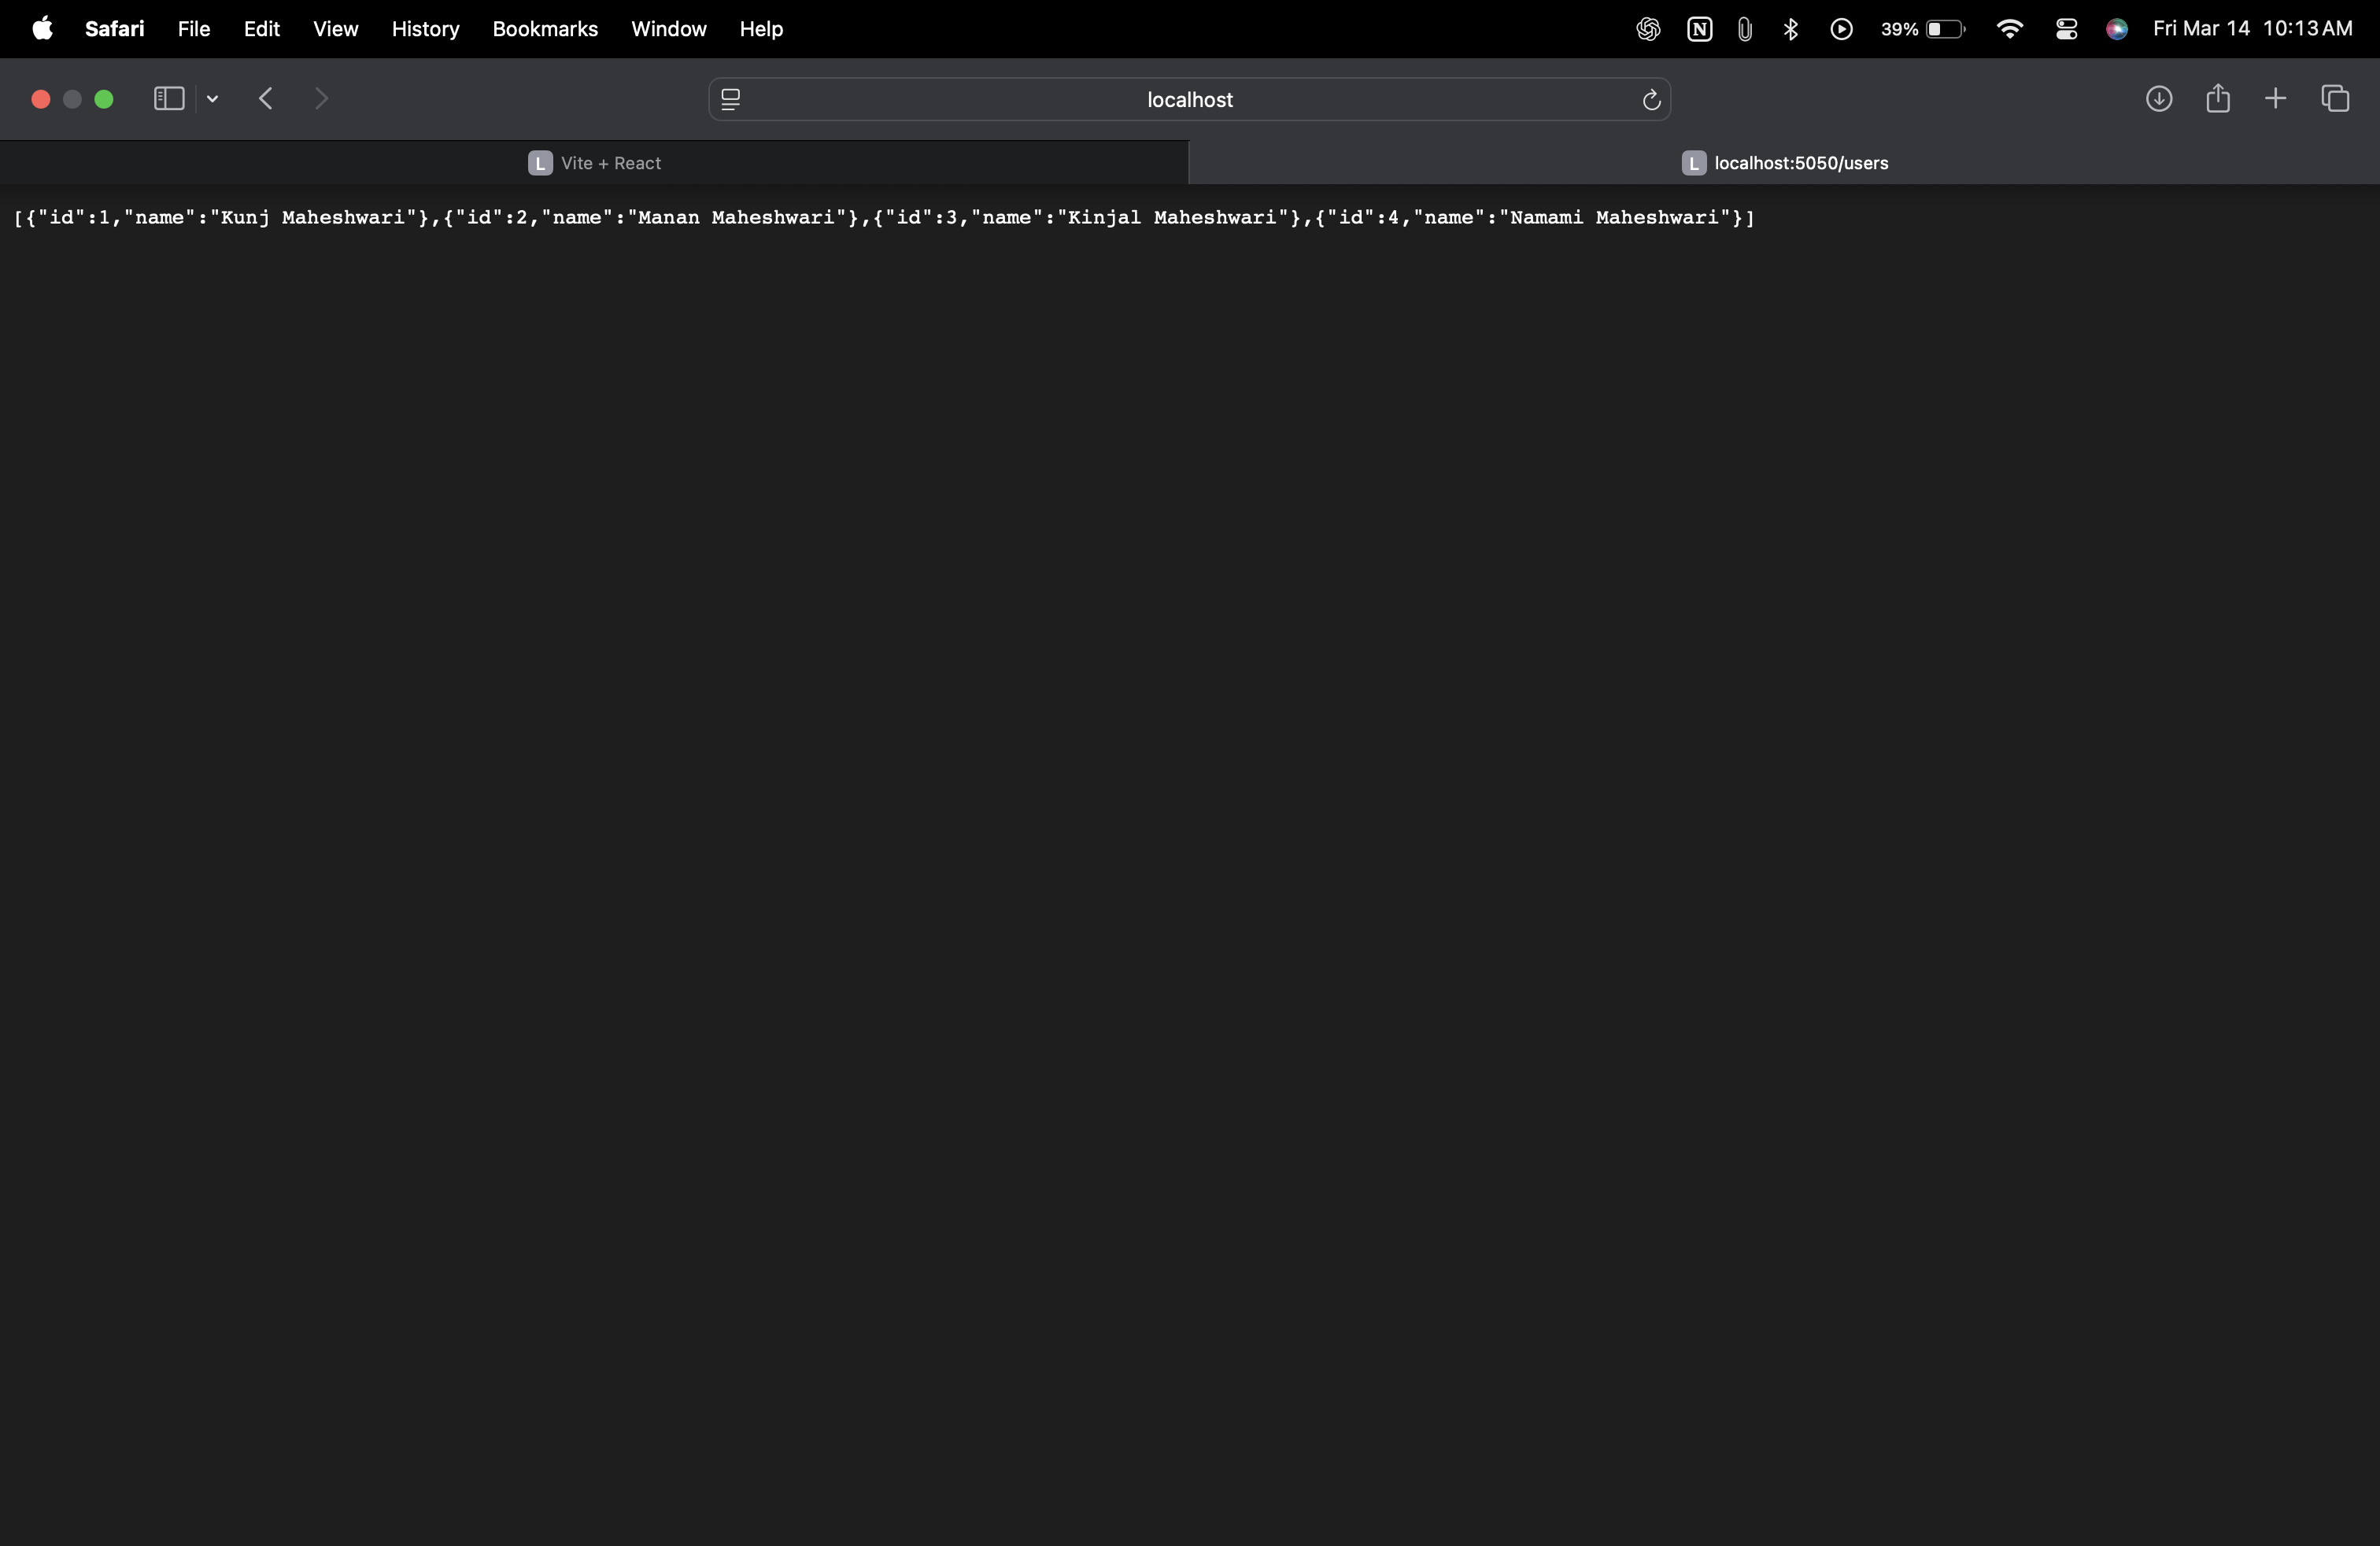 Safari File Edit View History Bookmarks Window Help N 39% Fri Mar 14 10:13 AM
localhost
L Vite + React L localhost:5050/users
[{"id":1,"name":"Kunj Maheshwari"},{"id":2,"name":"Manan Maheshwari"},{"id":3,"name":"Kinjal Maheshwari"},{"id":4,"name":"Namami Maheshwari"}]